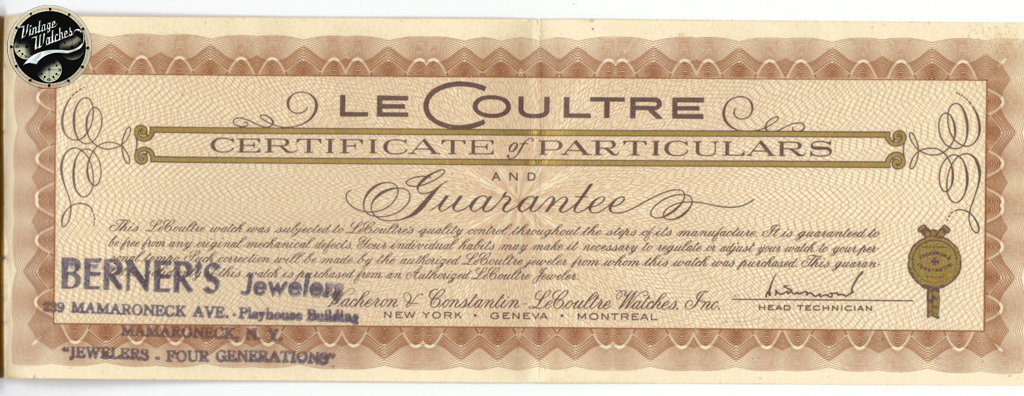 Vintage
Watches
LE COULTRE
CERTIFICATE of PARTICULARS
AND
Guarantee
This LeCoultre watch was subjected to LeCoultre's quality control throughout the steps of its manufacture. It is guaranteed to
be free from any original mechanical defects. Your individual habits may make it necessary to regulate or adjust your watch to your per-
sonal tempo. Such correction will be made by the authorized LeCoultre jeweler from whom this watch was purchased. This guaran-
this watch is purchased from an Authorized LeCoultre Jeweler.
BERNER'S Jewelers
Vacheron & Constantin - LeCoultre Watches, Inc.
HEAD TECHNICIAN
239 MAMARONECK AVE. - Playhouse Building
NEW YORK · GENEVA · MONTREAL
MAMARONECK, N. Y.
"JEWELERS - FOUR GENERATIONS"